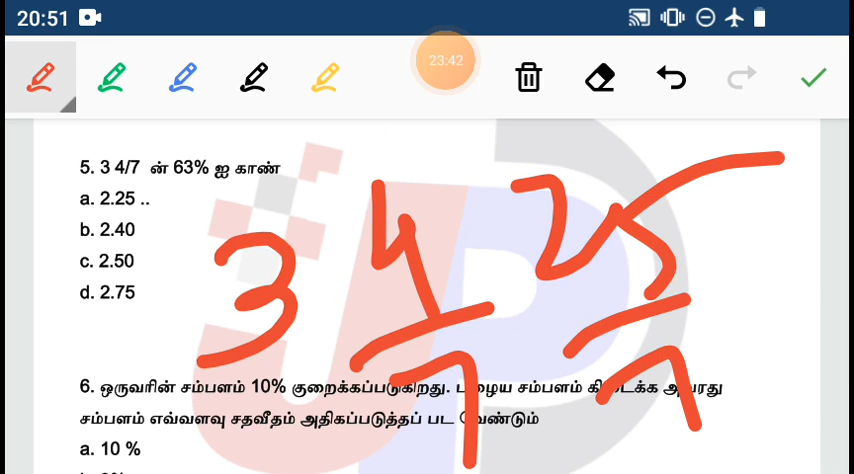 20:51
23:42
5. 3 4/7 ன் 63% ஐ காண்
a. 2.25 ..
b. 2.40
c. 2.50
d. 2.75
3 4/7 25/7
6. ஒருவரின் சம்பளம் 10% குறைக்கப்படுகிறது. பழைய சம்பளம் கிடைக்க அவரது
சம்பளம் எவ்வளவு சதவீதம் அதிகப்படுத்தப் பட வேண்டும்
a. 10 %